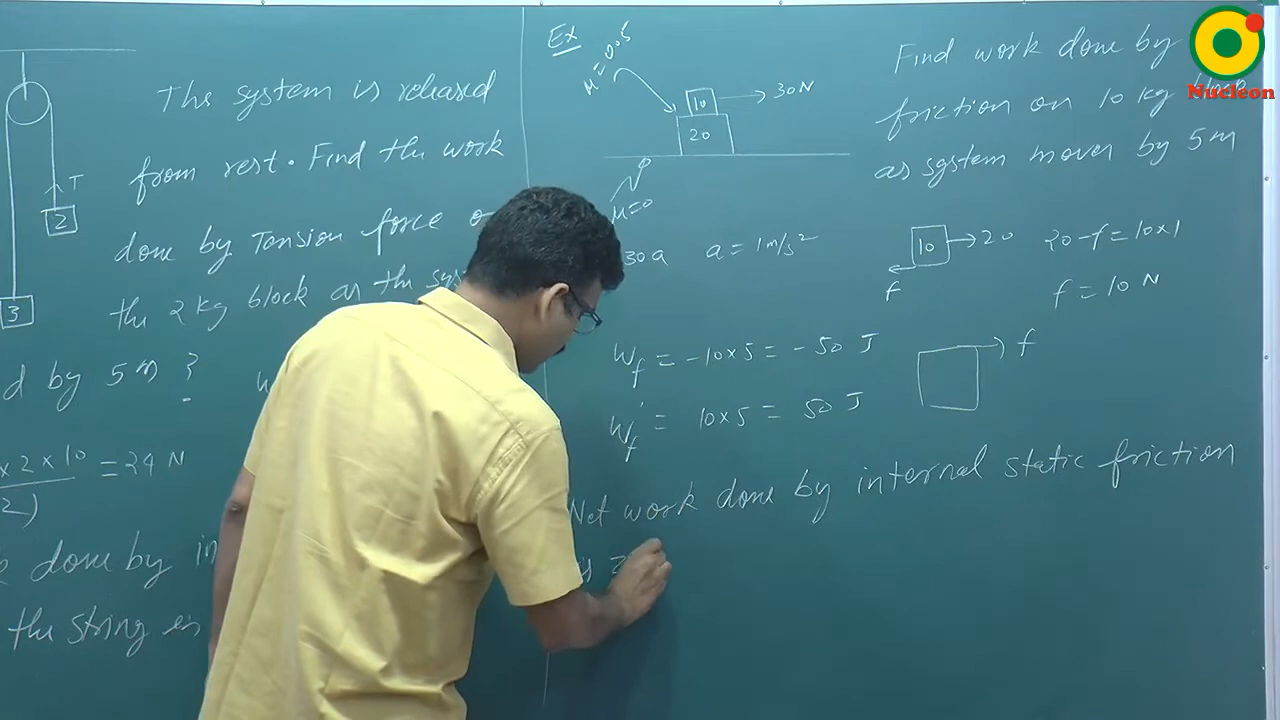 The system is released
from rest. Find the work
T
2
done by Tension force
the 2 kg block as the sys
3
d by 5 m ?
x 2 x 10 = 24 N
2)
done by in
the string is
Ex
μ = 0.5
10 30 N
20
μ=0
30 a a = 1 m/s²
W_f = -10 x 5 = -50 J
W_f' = 10 x 5 = 50 J
Net work done by internal static friction
is
Find work done by
friction on 10 kg
as system moves by 5 m
10 20 20 - f = 10 x 1
f f = 10 N
f
Nucleon